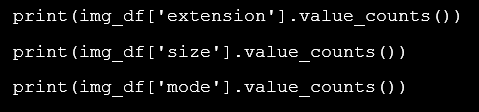 print(img_df['extension'].value_counts())
print(img_df['size'].value_counts())
print(img_df['mode'].value_counts())